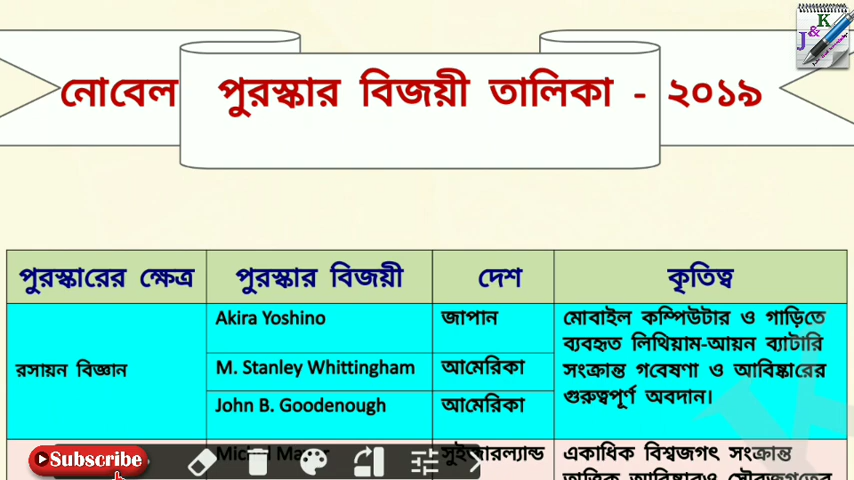 J&K
নোবেল পুরস্কার বিজয়ী তালিকা - ২০১৯
পুরস্কারের ক্ষেত্র পুরস্কার বিজয়ী দেশ কৃতিত্ব
রসায়ন বিজ্ঞান
Akira Yoshino জাপান
M. Stanley Whittingham আমেরিকা
John B. Goodenough আমেরিকা
মোবাইল কম্পিউটার ও গাড়িতে
ব্যবহৃত লিথিয়াম-আয়ন ব্যাটারি
সংক্রান্ত গবেষণা ও আবিষ্কারের
গুরুত্বপূর্ণ অবদান।
সুইজারল্যান্ড একাধিক বিশ্বজগৎ সংক্রান্ত
Subscribe